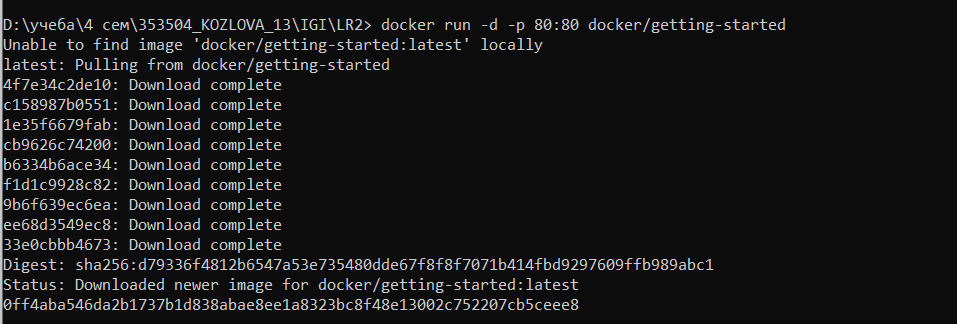 D:\учеба\4 сем\353504_KOZLOVA_13\IGI\LR2> docker run -d -p 80:80 docker/getting-started
Unable to find image 'docker/getting-started:latest' locally
latest: Pulling from docker/getting-started
4f7e34c2de10: Download complete
c158987b0551: Download complete
1e35f6679fab: Download complete
cb9626c74200: Download complete
b6334b6ace34: Download complete
f1d1c9928c82: Download complete
9b6f639ec6ea: Download complete
ee68d3549ec8: Download complete
33e0cbbb4673: Download complete
Digest: sha256:d79336f4812b6547a53e735480dde67f8f8f7071b414fbd9297609ffb989abc1
Status: Downloaded newer image for docker/getting-started:latest
0ff4aba546da2b1737b1d838abae8ee1a8323bc8f48e13002c752207cb5ceee8